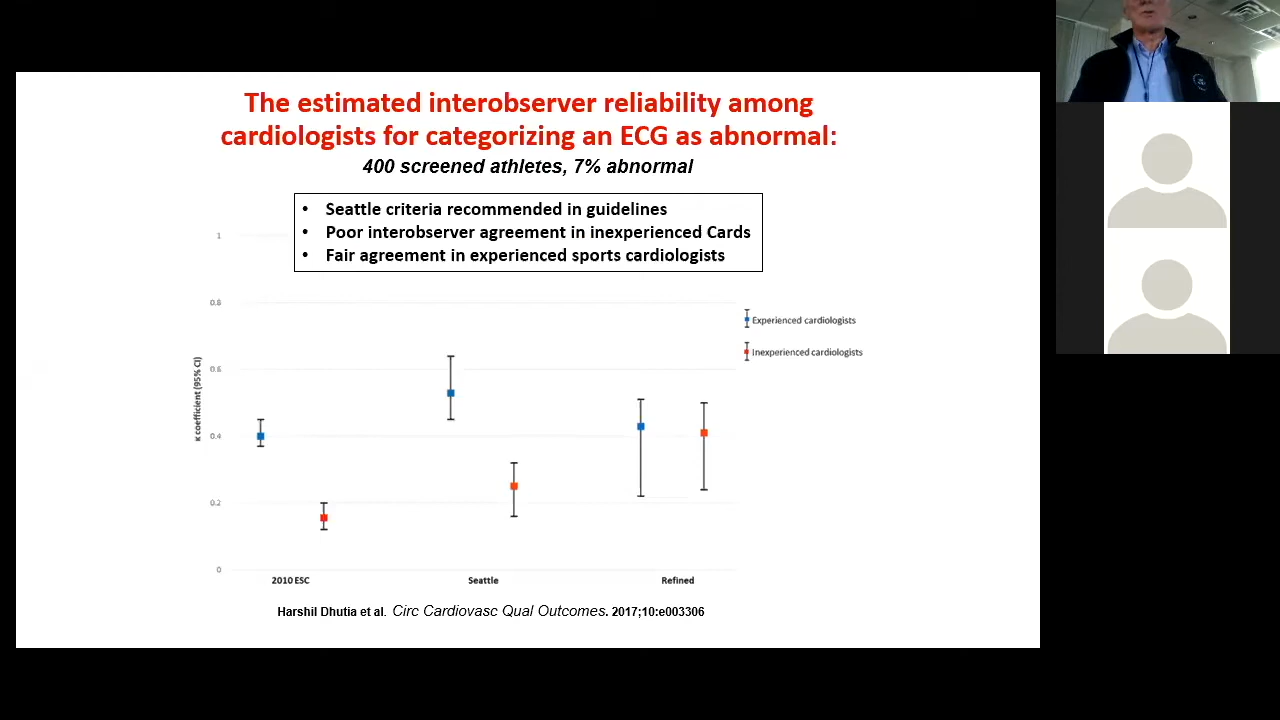 The estimated interobserver reliability among
cardiologists for categorizing an ECG as abnormal:
400 screened athletes, 7% abnormal
• Seattle criteria recommended in guidelines
• Poor interobserver agreement in inexperienced Cards
• Fair agreement in experienced sports cardiologists
1
0.8
0.6
0.4
0.2
0
κ coefficient (95% CI)
Experienced cardiologists
Inexperienced cardiologists
2010 ESC
Seattle
Refined
Harshil Dhutia et al. Circ Cardiovasc Qual Outcomes. 2017;10:e003306